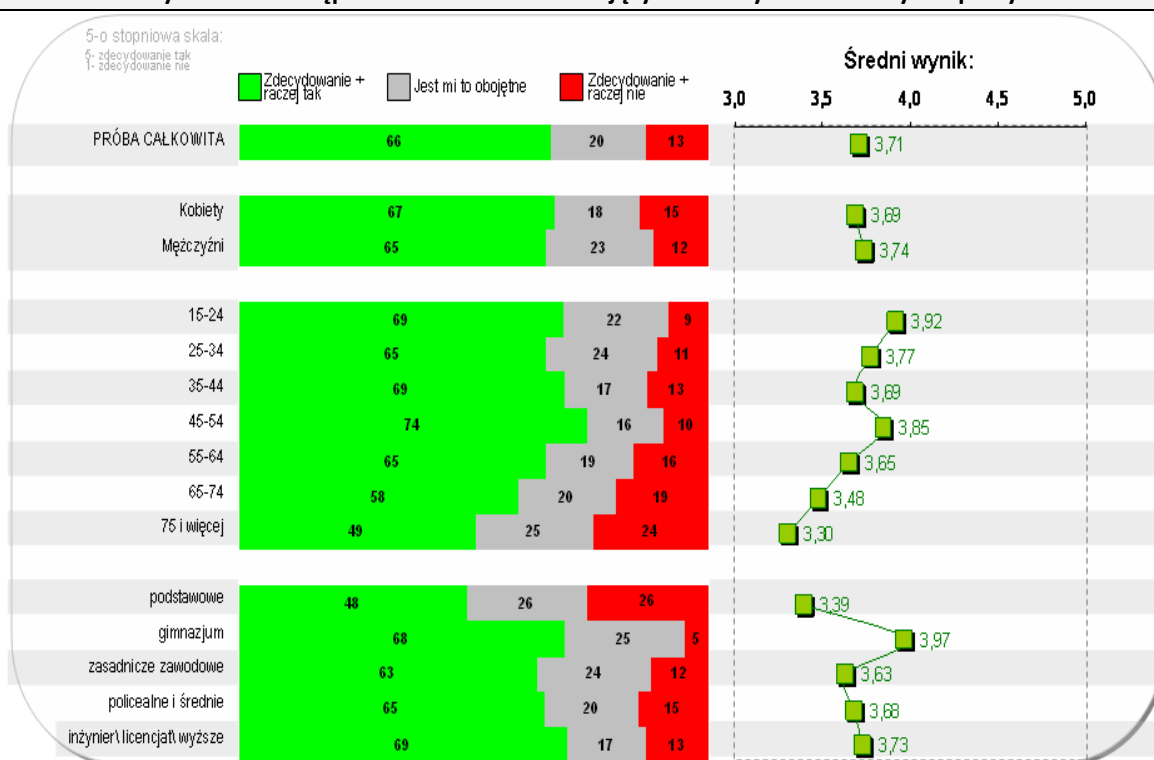 5-o stopniowa skala:
5- zdecydowanie tak
1- zdecydowanie nie
Zdecydowanie +
raczej tak
Jest mi to obojętne
Zdecydowanie +
raczej nie
Średni wynik:
3,0 3,5 4,0 4,5 5,0
PRÓBA CAŁKOWITA 66 20 13 3,71
Kobiety 67 18 15 3,69
Mężczyźni 65 23 12 3,74
15-24 69 22 9 3,92
25-34 65 24 11 3,77
35-44 69 17 13 3,69
45-54 74 16 10 3,85
55-64 65 19 16 3,65
65-74 58 20 19 3,48
75 i więcej 49 25 24 3,30
podstawowe 48 26 26 3,39
gimnazjum 68 25 5 3,97
zasadnicze zawodowe 63 24 12 3,63
policealne i średnie 65 20 15 3,68
inżynier\ licencjat\ wyższe 69 17 13 3,73